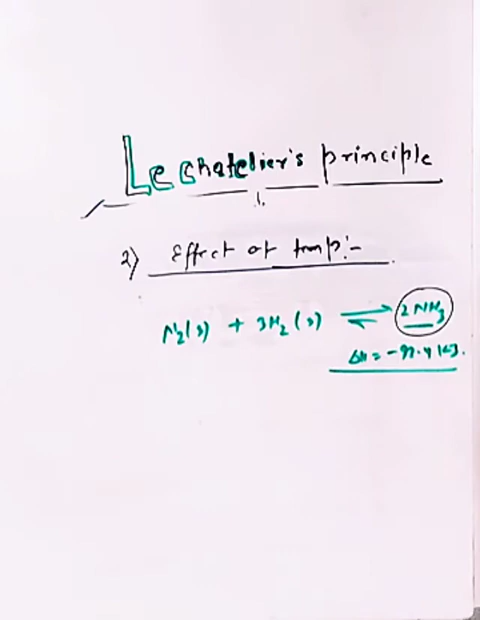 Le Chatelier's principle
2) Effect of temp:-
N2(g) + 3H2(g) ⇌ 2NH3
ΔH = -92.4 KJ.